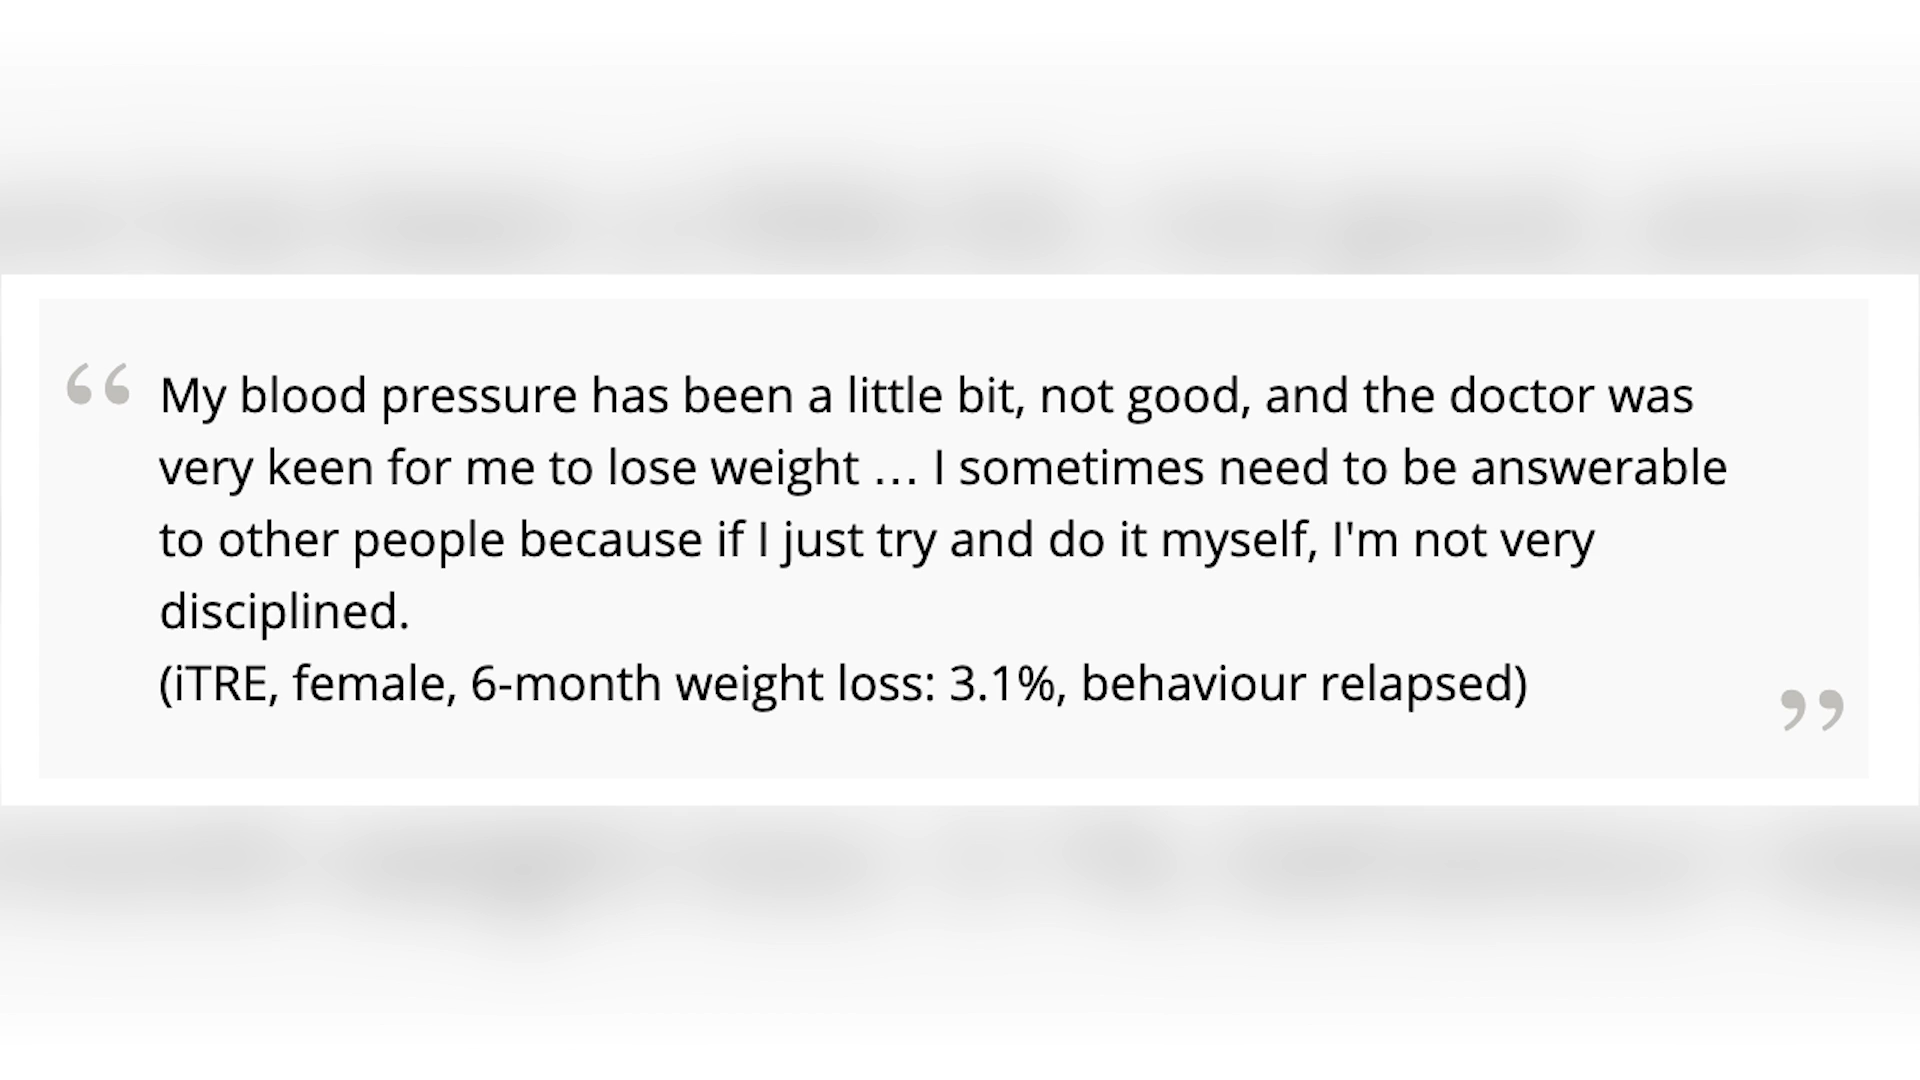 “ My blood pressure has been a little bit, not good, and the doctor was
very keen for me to lose weight … I sometimes need to be answerable
to other people because if I just try and do it myself, I'm not very
disciplined.
(iTRE, female, 6-month weight loss: 3.1%, behaviour relapsed) ”